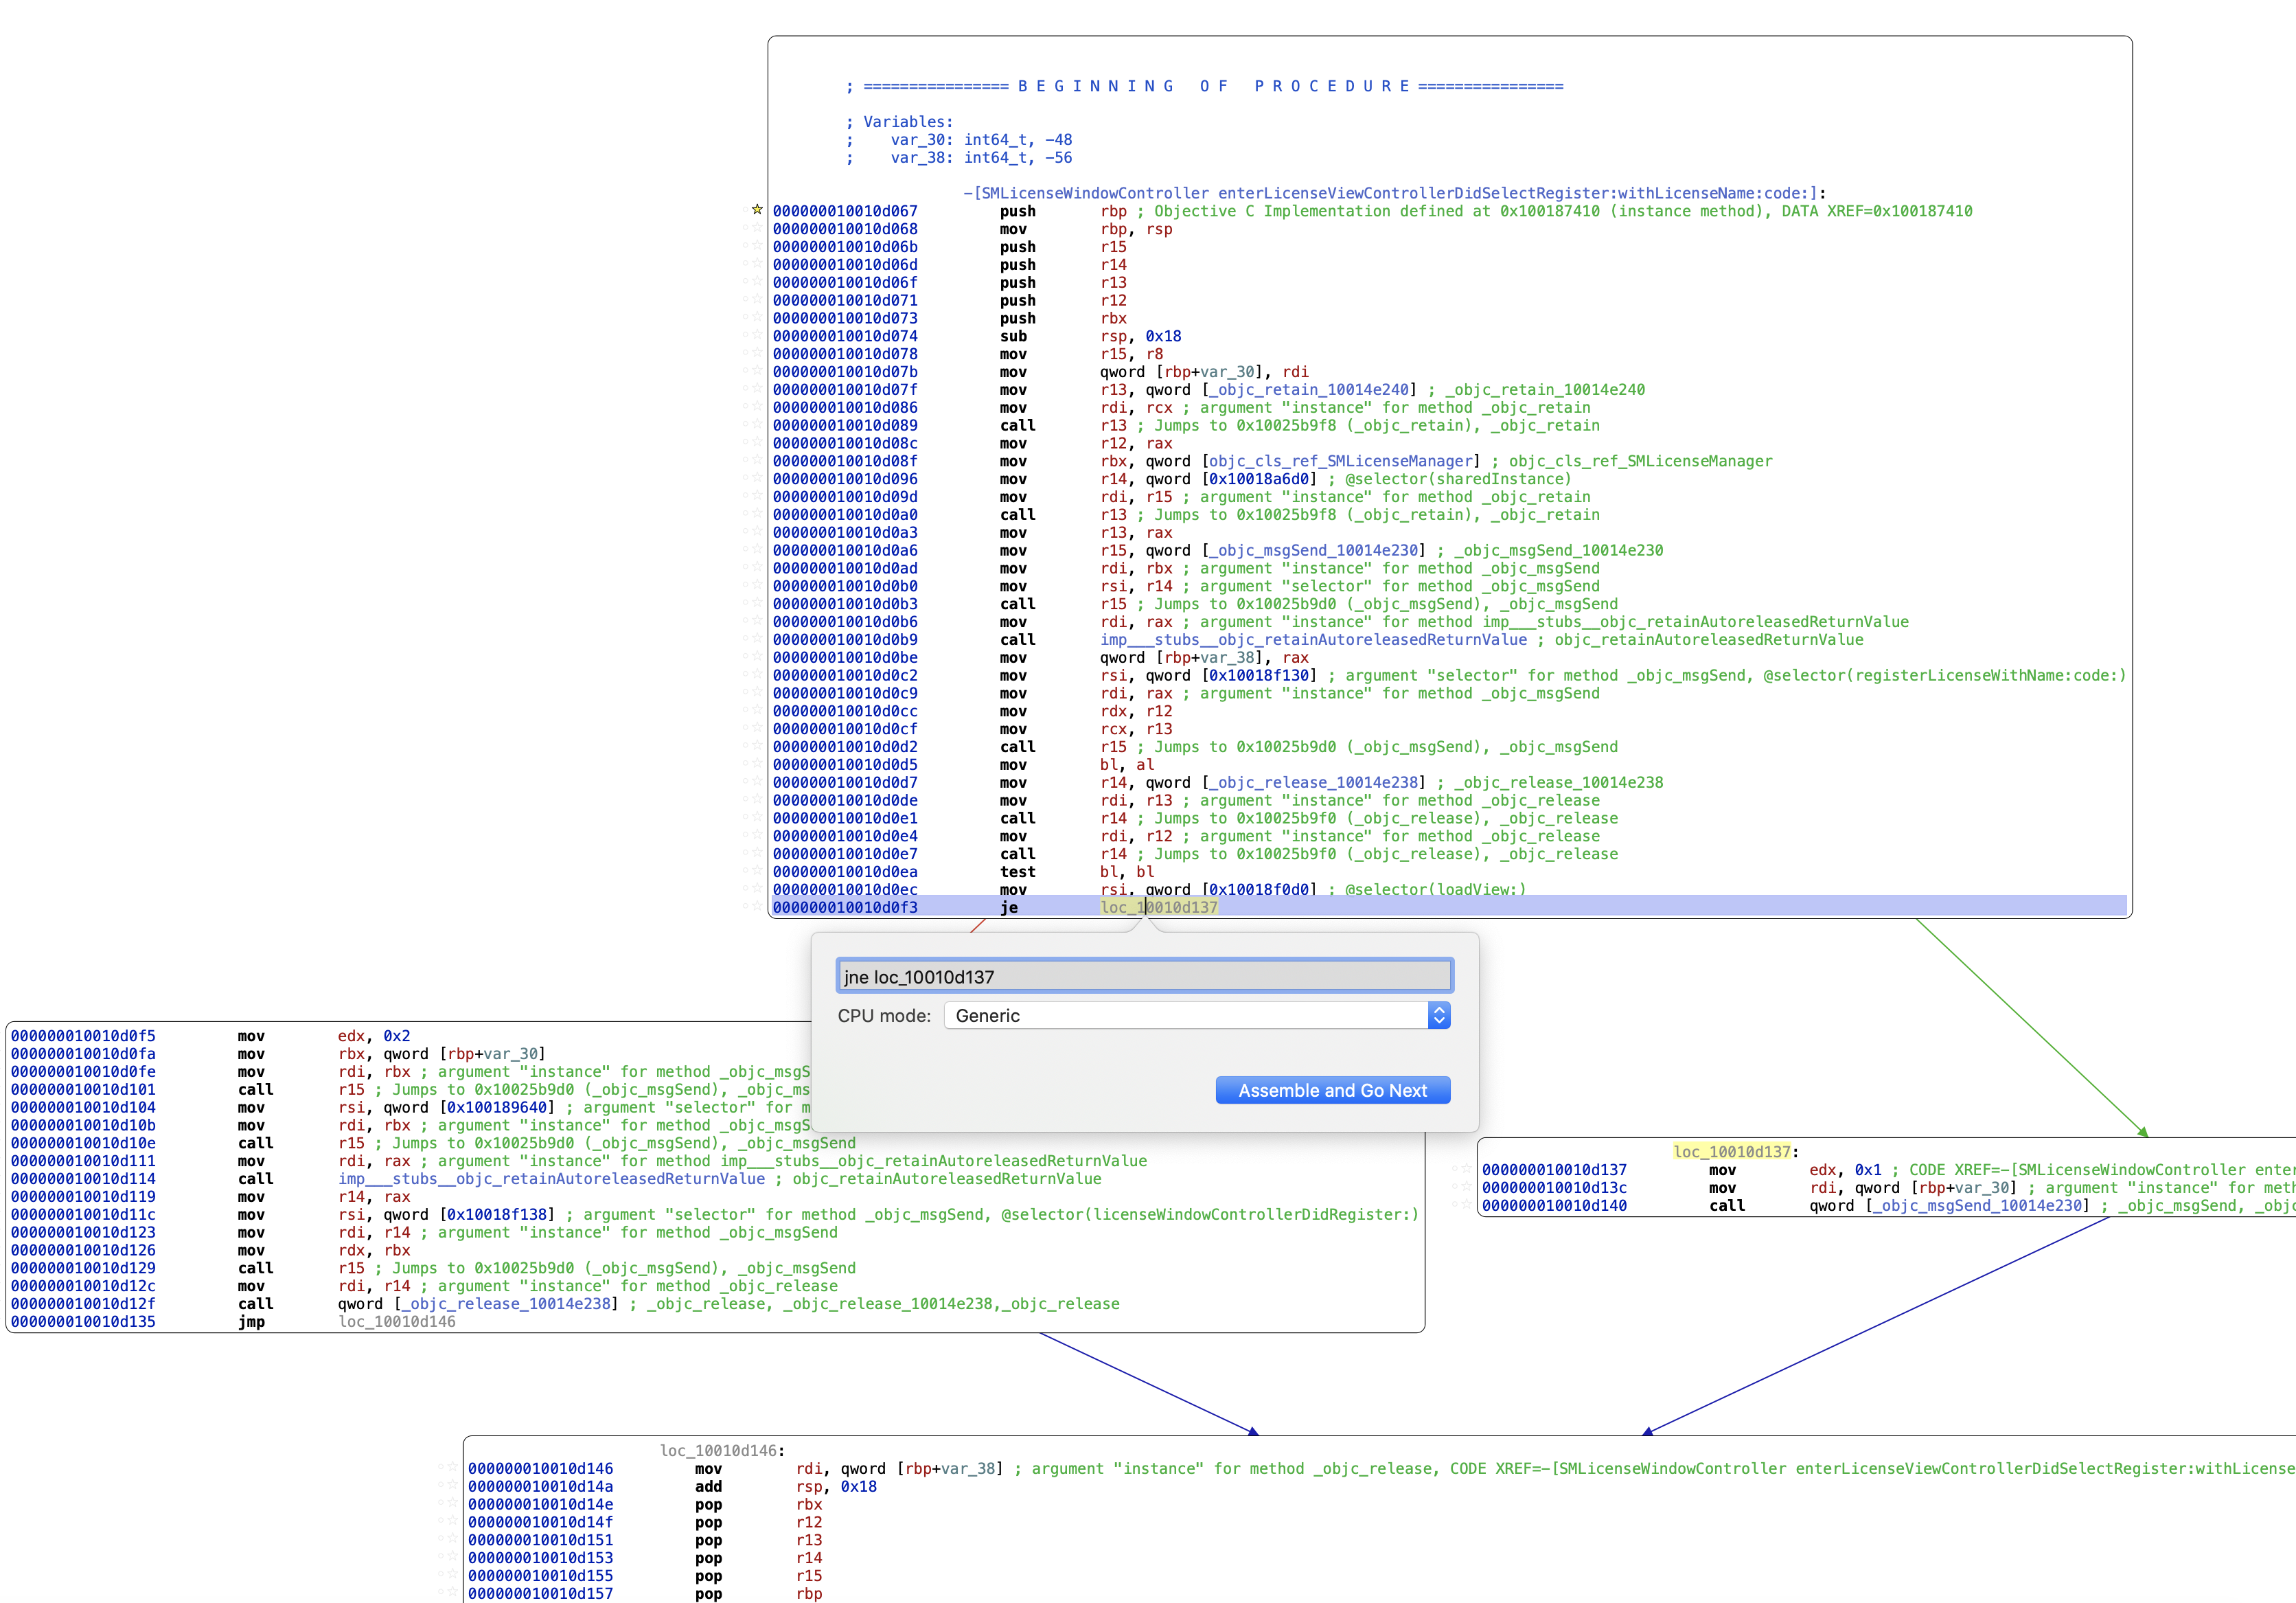 ; ================ B E G I N N I N G   O F   P R O C E D U R E ================
; Variables:
;    var_30: int64_t, -48
;    var_38: int64_t, -56
-[SMLicenseWindowController enterLicenseViewControllerDidSelectRegister:withLicenseName:code:]:
000000010010d067 push rbp ; Objective C Implementation defined at 0x100187410 (instance method), DATA XREF=0x100187410
000000010010d068 mov rbp, rsp
000000010010d06b push r15
000000010010d06d push r14
000000010010d06f push r13
000000010010d071 push r12
000000010010d073 push rbx
000000010010d074 sub rsp, 0x18
000000010010d078 mov r15, r8
000000010010d07b mov qword [rbp+var_30], rdi
000000010010d07f mov r13, qword [_objc_retain_10014e240] ; _objc_retain_10014e240
000000010010d086 mov rdi, rcx ; argument "instance" for method _objc_retain
000000010010d089 call r13 ; Jumps to 0x10025b9f8 (_objc_retain), _objc_retain
000000010010d08c mov r12, rax
000000010010d08f mov rbx, qword [objc_cls_ref_SMLicenseManager] ; objc_cls_ref_SMLicenseManager
000000010010d096 mov r14, qword [0x10018a6d0] ; @selector(sharedInstance)
000000010010d09d mov rdi, r15 ; argument "instance" for method _objc_retain
000000010010d0a0 call r13 ; Jumps to 0x10025b9f8 (_objc_retain), _objc_retain
000000010010d0a3 mov r13, rax
000000010010d0a6 mov r15, qword [_objc_msgSend_10014e230] ; _objc_msgSend_10014e230
000000010010d0ad mov rdi, rbx ; argument "instance" for method _objc_msgSend
000000010010d0b0 mov rsi, r14 ; argument "selector" for method _objc_msgSend
000000010010d0b3 call r15 ; Jumps to 0x10025b9d0 (_objc_msgSend), _objc_msgSend
000000010010d0b6 mov rdi, rax ; argument "instance" for method imp___stubs__objc_retainAutoreleasedReturnValue
000000010010d0b9 call imp___stubs__objc_retainAutoreleasedReturnValue ; objc_retainAutoreleasedReturnValue
000000010010d0be mov qword [rbp+var_38], rax
000000010010d0c2 mov rsi, qword [0x10018f130] ; argument "selector" for method _objc_msgSend, @selector(registerLicenseWithName:code:)
000000010010d0c9 mov rdi, rax ; argument "instance" for method _objc_msgSend
000000010010d0cc mov rdx, r12
000000010010d0cf mov rcx, r13
000000010010d0d2 call r15 ; Jumps to 0x10025b9d0 (_objc_msgSend), _objc_msgSend
000000010010d0d5 mov bl, al
000000010010d0d7 mov r14, qword [_objc_release_10014e238] ; _objc_release_10014e238
000000010010d0de mov rdi, r13 ; argument "instance" for method _objc_release
000000010010d0e1 call r14 ; Jumps to 0x10025b9f0 (_objc_release), _objc_release
000000010010d0e4 mov rdi, r12 ; argument "instance" for method _objc_release
000000010010d0e7 call r14 ; Jumps to 0x10025b9f0 (_objc_release), _objc_release
000000010010d0ea test bl, bl
000000010010d0ec mov rsi, qword [0x10018f0d0] ; @selector(loadView:)
000000010010d0f3 je loc_10010d137
jne loc_10010d137
CPU mode: Generic
Assemble and Go Next
000000010010d0f5 mov edx, 0x2
000000010010d0fa mov rbx, qword [rbp+var_30]
000000010010d0fe mov rdi, rbx ; argument "instance" for method _objc_msgS
000000010010d101 call r15 ; Jumps to 0x10025b9d0 (_objc_msgSend), _objc_ms
000000010010d104 mov rsi, qword [0x100189640] ; argument "selector" for m
000000010010d10b mov rdi, rbx ; argument "instance" for method _objc_msgS
000000010010d10e call r15 ; Jumps to 0x10025b9d0 (_objc_msgSend), _objc_msgSend
000000010010d111 mov rdi, rax ; argument "instance" for method imp___stubs__objc_retainAutoreleasedReturnValue
000000010010d114 call imp___stubs__objc_retainAutoreleasedReturnValue ; objc_retainAutoreleasedReturnValue
000000010010d119 mov r14, rax
000000010010d11c mov rsi, qword [0x10018f138] ; argument "selector" for method _objc_msgSend, @selector(licenseWindowControllerDidRegister:)
000000010010d123 mov rdi, r14 ; argument "instance" for method _objc_msgSend
000000010010d126 mov rdx, rbx
000000010010d129 call r15 ; Jumps to 0x10025b9d0 (_objc_msgSend), _objc_msgSend
000000010010d12c mov rdi, r14 ; argument "instance" for method _objc_release
000000010010d12f call qword [_objc_release_10014e238] ; _objc_release, _objc_release_10014e238,_objc_release
000000010010d135 jmp loc_10010d146
loc_10010d137:
000000010010d137 mov edx, 0x1 ; CODE XREF=-[SMLicenseWindowController enter
000000010010d13c mov rdi, qword [rbp+var_30] ; argument "instance" for meth
000000010010d140 call qword [_objc_msgSend_10014e230] ; _objc_msgSend, _objc
loc_10010d146:
000000010010d146 mov rdi, qword [rbp+var_38] ; argument "instance" for method _objc_release, CODE XREF=-[SMLicenseWindowController enterLicenseViewControllerDidSelectRegister:withLicense
000000010010d14a add rsp, 0x18
000000010010d14e pop rbx
000000010010d14f pop r12
000000010010d151 pop r13
000000010010d153 pop r14
000000010010d155 pop r15
000000010010d157 pop rbp